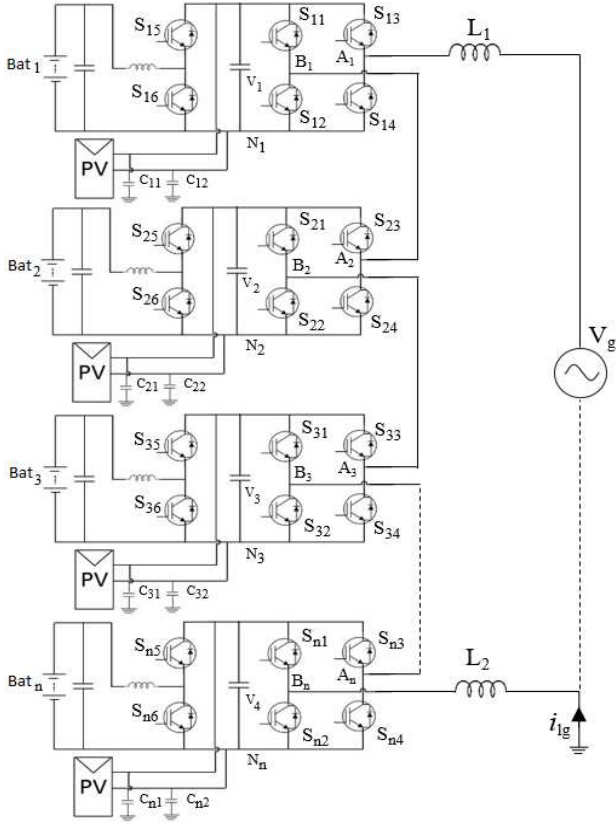 S15
S11
S13
L1
Bat1
B1
A1
V1
S16
S12
S14
N1
PV
C11
C12
S25
S21
S23
Bat2
B2
A2
V2
S26
S22
S24
N2
Vg
PV
C21
C22
S35
S31
S33
Bat3
B3
A3
V3
S36
S32
S34
N3
PV
C31
C32
Sn5
Sn1
Sn3
L2
Batn
Bn
An
V4
Sn6
Sn2
Sn4
i1g
Nn
PV
Cn1
Cn2